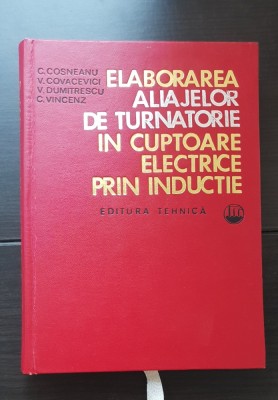 C. COSNEANU
V. COVACEVICI
V. DUMITRESCU
C. VINCENZ
ELABORAREA
ALIAJELOR
DE TURNATORIE
IN CUPTOARE
ELECTRICE
PRIN INDUCTIE
EDITURA TEHNICA